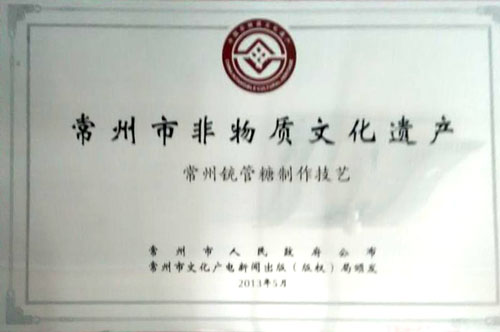 常州市非物质文化遗产
常州铳管糖制作技艺
常州市人民政府公布
常州市文化广电新闻出版（版权）局颁发
2013年5月